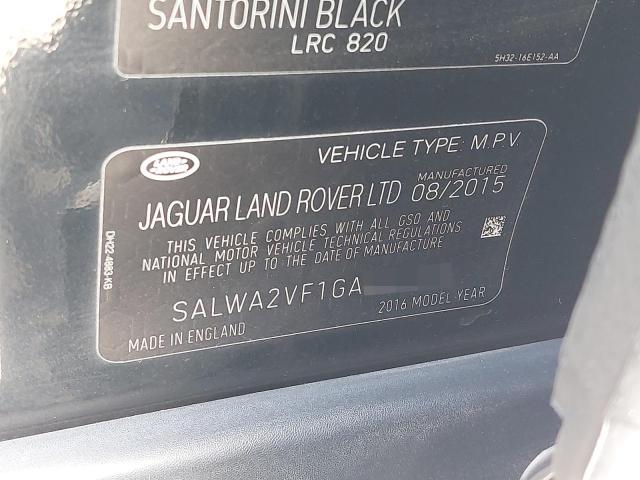 SANTORINI BLACK
LRC 820
5H32-16E152-AA
LAND ROVER
VEHICLE TYPE: M.P.V
MANUFACTURED
JAGUAR LAND ROVER LTD 08/2015
THIS VEHICLE COMPLIES WITH ALL GSO AND
NATIONAL MOTOR VEHICLE TECHNICAL REGULATIONS
IN EFFECT UP TO THE DATE OF MANUFACTURE
DH22-4883-KB
SALWA2VF1GA
2016 MODEL-YEAR
MADE IN ENGLAND